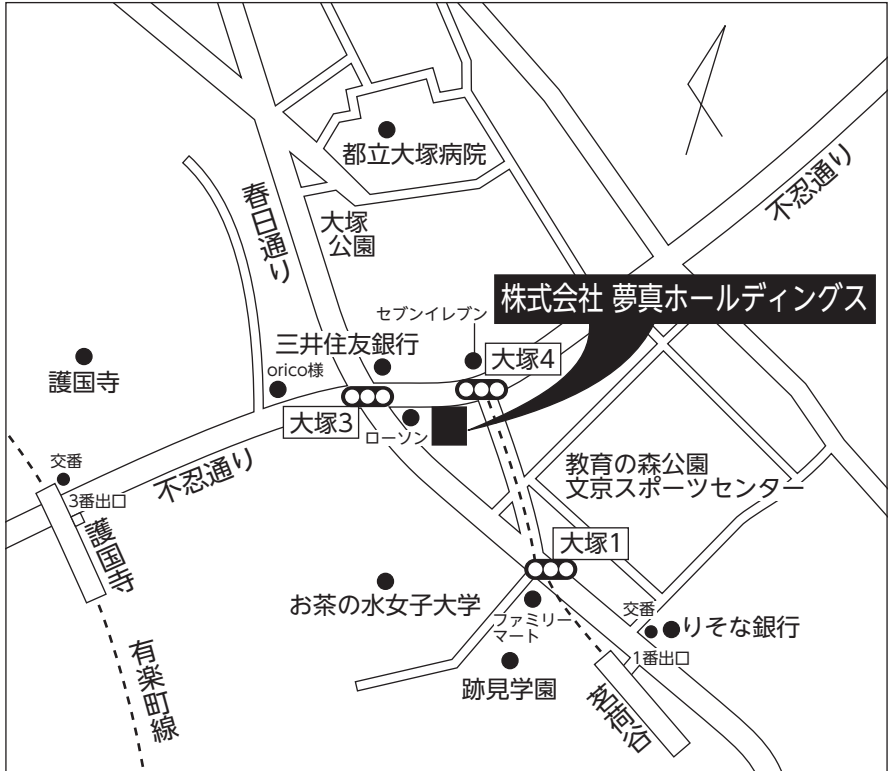 都立大塚病院
不忍通り
春日通り
大塚
公園
株式会社 夢真ホールディングス
セブンイレブン
三井住友銀行
大塚4
護国寺
orico様
大塚3
ローソン
交番
不忍通り
3番出口
教育の森公園
文京スポーツセンター
護国寺
大塚1
お茶の水女子大学
ファミリー
マート
交番
りそな銀行
1番出口
有楽町線
跡見学園
茗荷谷